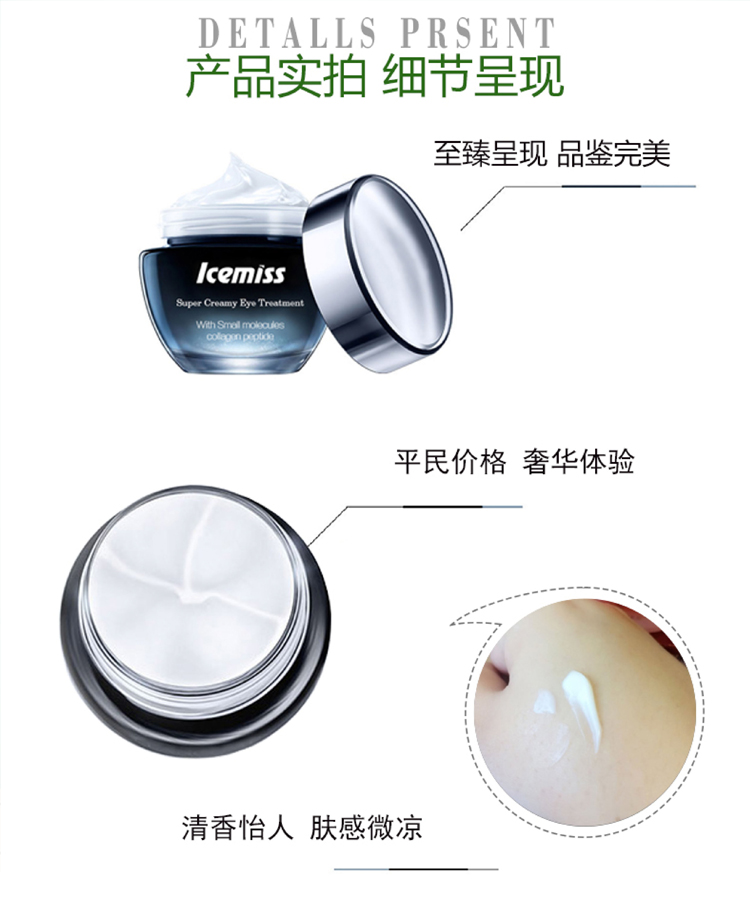 DETALLS PRSENT
产品实拍 细节呈现
至臻呈现 品鉴完美
Icemiss
Super Creamy Eye Treatment
With Small molecules
collagen peptide
平民价格 奢华体验
清香怡人 肤感微凉